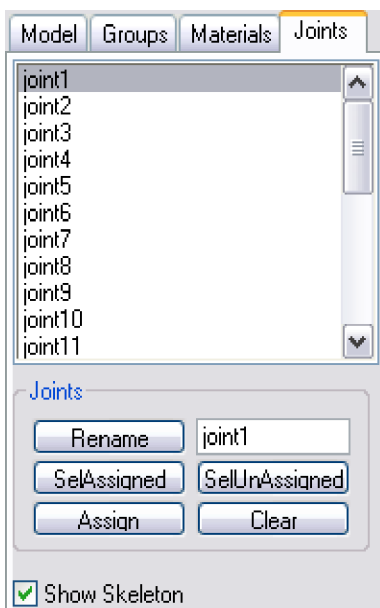 Model Groups Materials Joints
joint1
joint2
joint3
joint4
joint5
joint6
joint7
joint8
joint9
joint10
joint11
Joints
Rename joint1
SelAssigned SelUnAssigned
Assign Clear
Show Skeleton